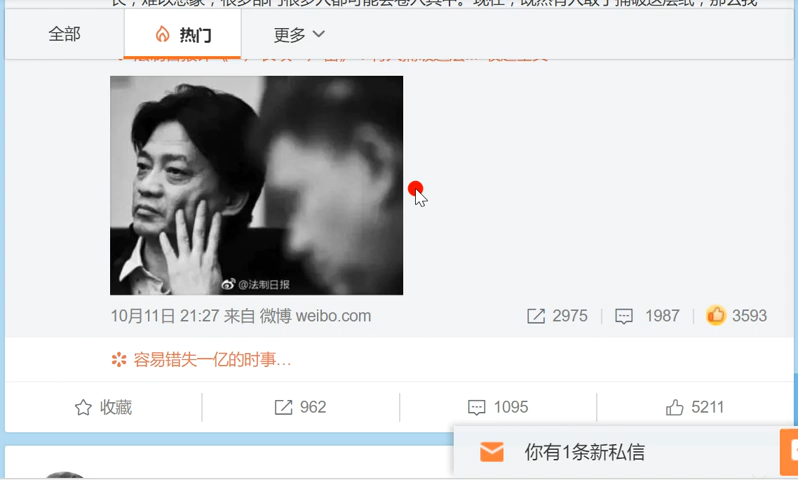 全部
热门
更多
@法制日报
10月11日 21:27 来自 微博 weibo.com
2975
1987
3593
容易错失一亿的时事…
收藏
962
1095
5211
你有1条新私信